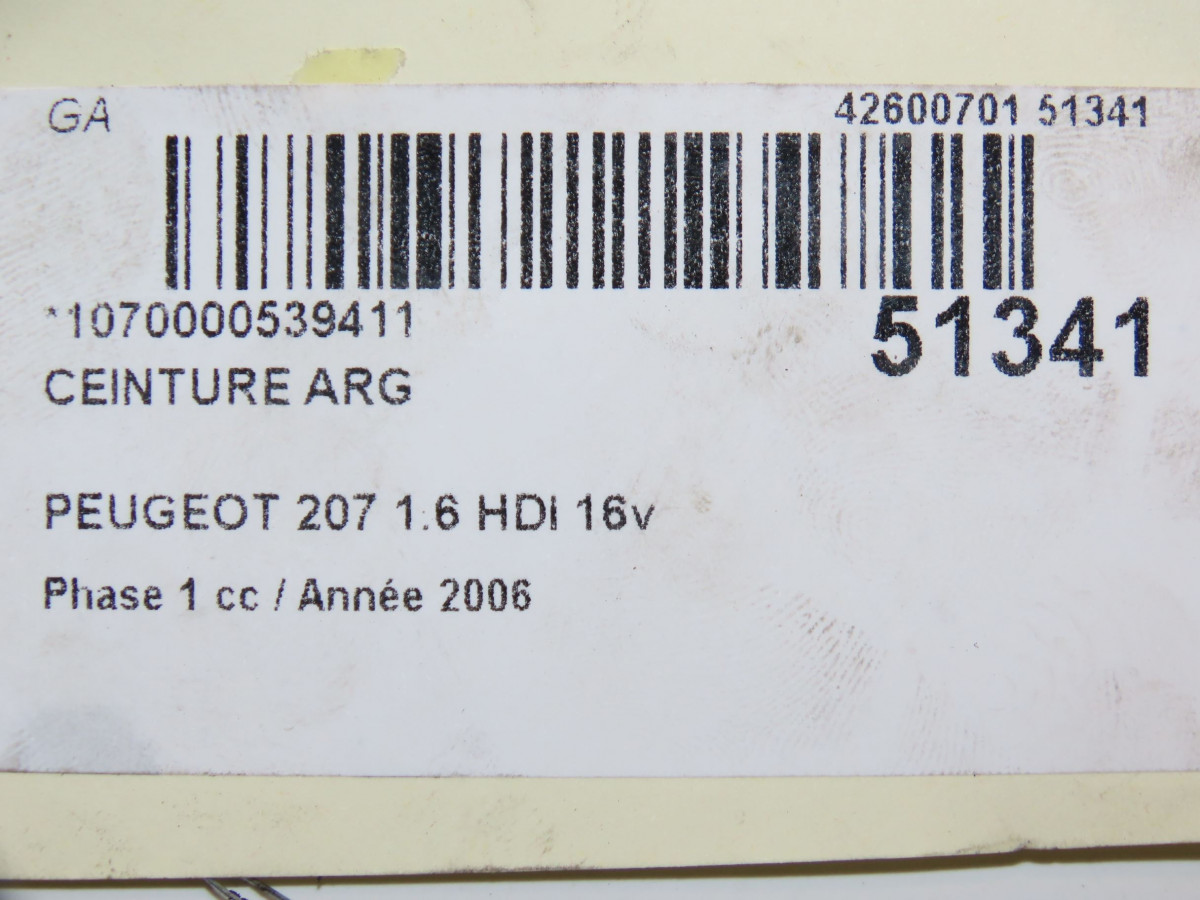 GA 42600701 51341
*1070000539411 51341
CEINTURE ARG
PEUGEOT 207 1.6 HDI 16v
Phase 1 cc / Année 2006